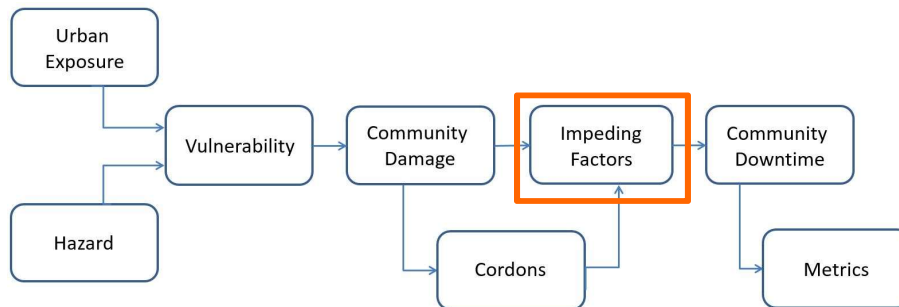 Urban
Exposure
Vulnerability
Community
Damage
Impeding
Factors
Community
Downtime
Hazard
Cordons
Metrics